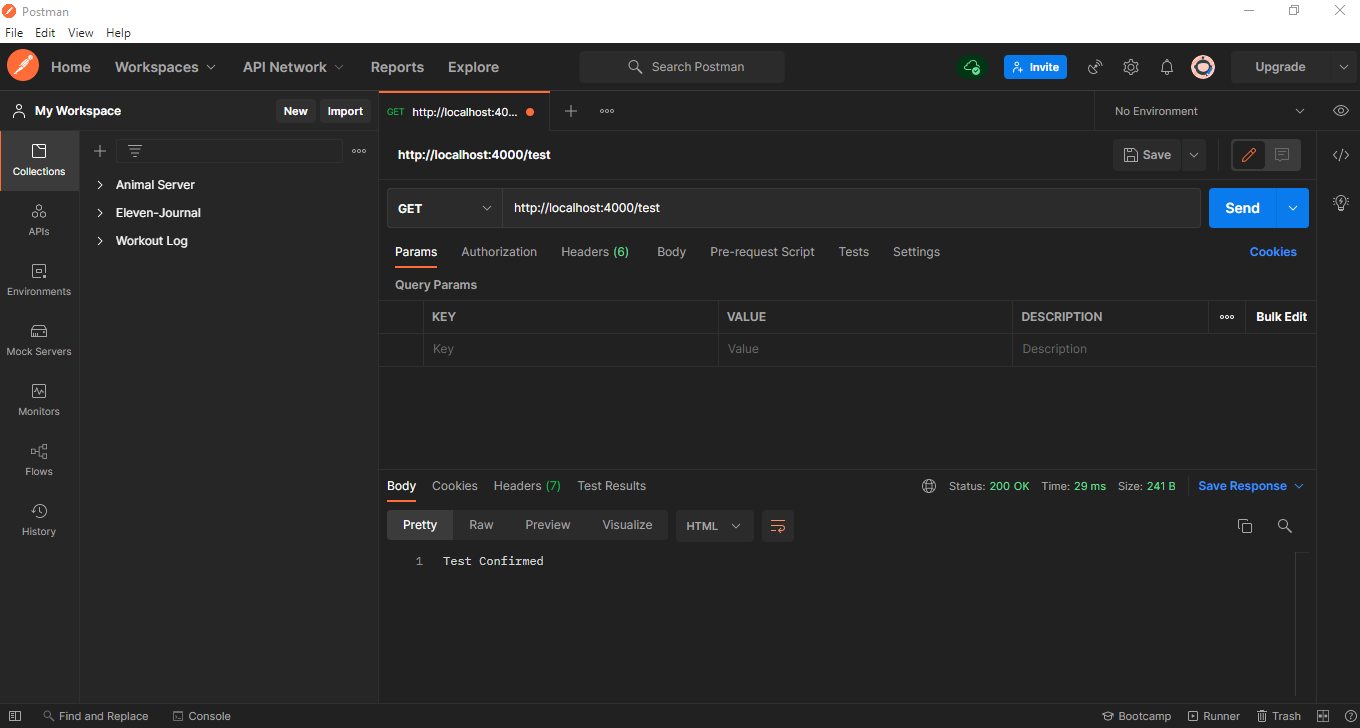 Postman
File Edit View Help
Home Workspaces API Network Reports Explore Search Postman Invite Upgrade
My Workspace New Import GET http://localhost:40... No Environment
Collections
APIs
Environments
Mock Servers
Monitors
Flows
History
Animal Server
Eleven-Journal
Workout Log
http://localhost:4000/test Save
GET http://localhost:4000/test Send
Params Authorization Headers (6) Body Pre-request Script Tests Settings Cookies
Query Params
KEY VALUE DESCRIPTION Bulk Edit
Key Value Description
Body Cookies Headers (7) Test Results Status: 200 OK Time: 29 ms Size: 241 B Save Response
Pretty Raw Preview Visualize HTML
1 Test Confirmed
Find and Replace Console Bootcamp Runner Trash